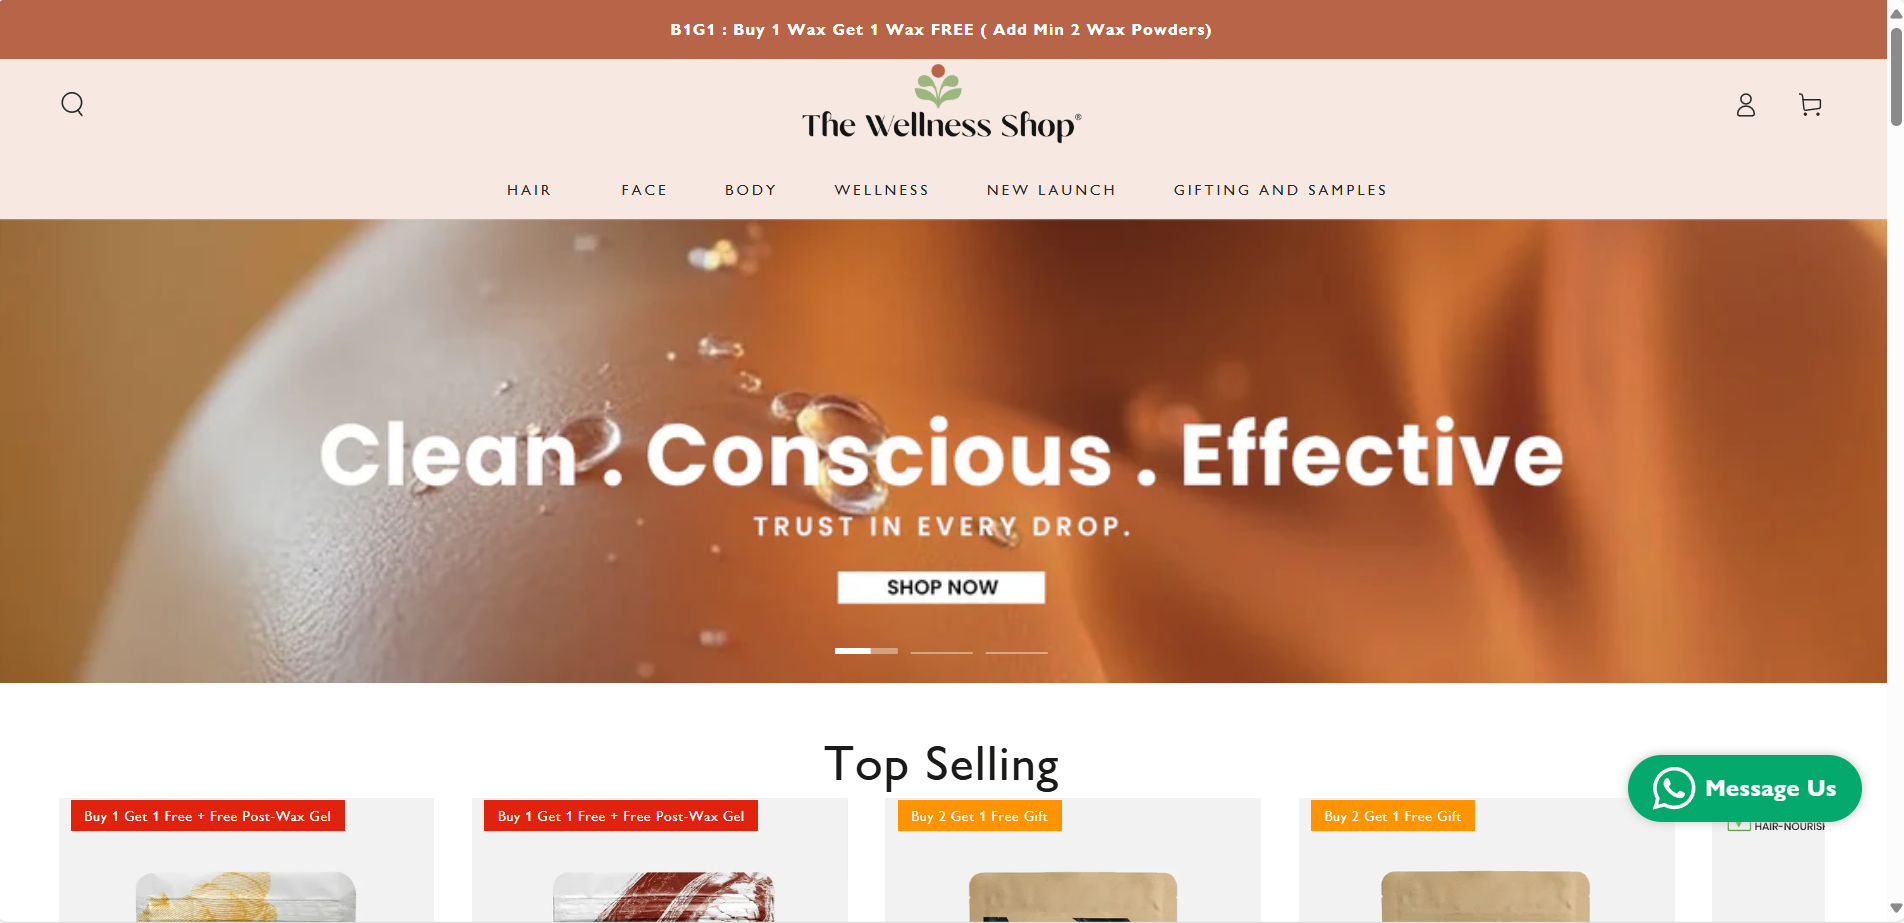 B1G1 : Buy 1 Wax Get 1 Wax FREE ( Add Min 2 Wax Powders)
The Wellness Shop®
HAIR FACE BODY WELLNESS NEW LAUNCH GIFTING AND SAMPLES
Clean . Conscious . Effective
TRUST IN EVERY DROP.
SHOP NOW
Top Selling
Message Us
Buy 1 Get 1 Free + Free Post-Wax Gel
Buy 1 Get 1 Free + Free Post-Wax Gel
Buy 2 Get 1 Free Gift
Buy 2 Get 1 Free Gift